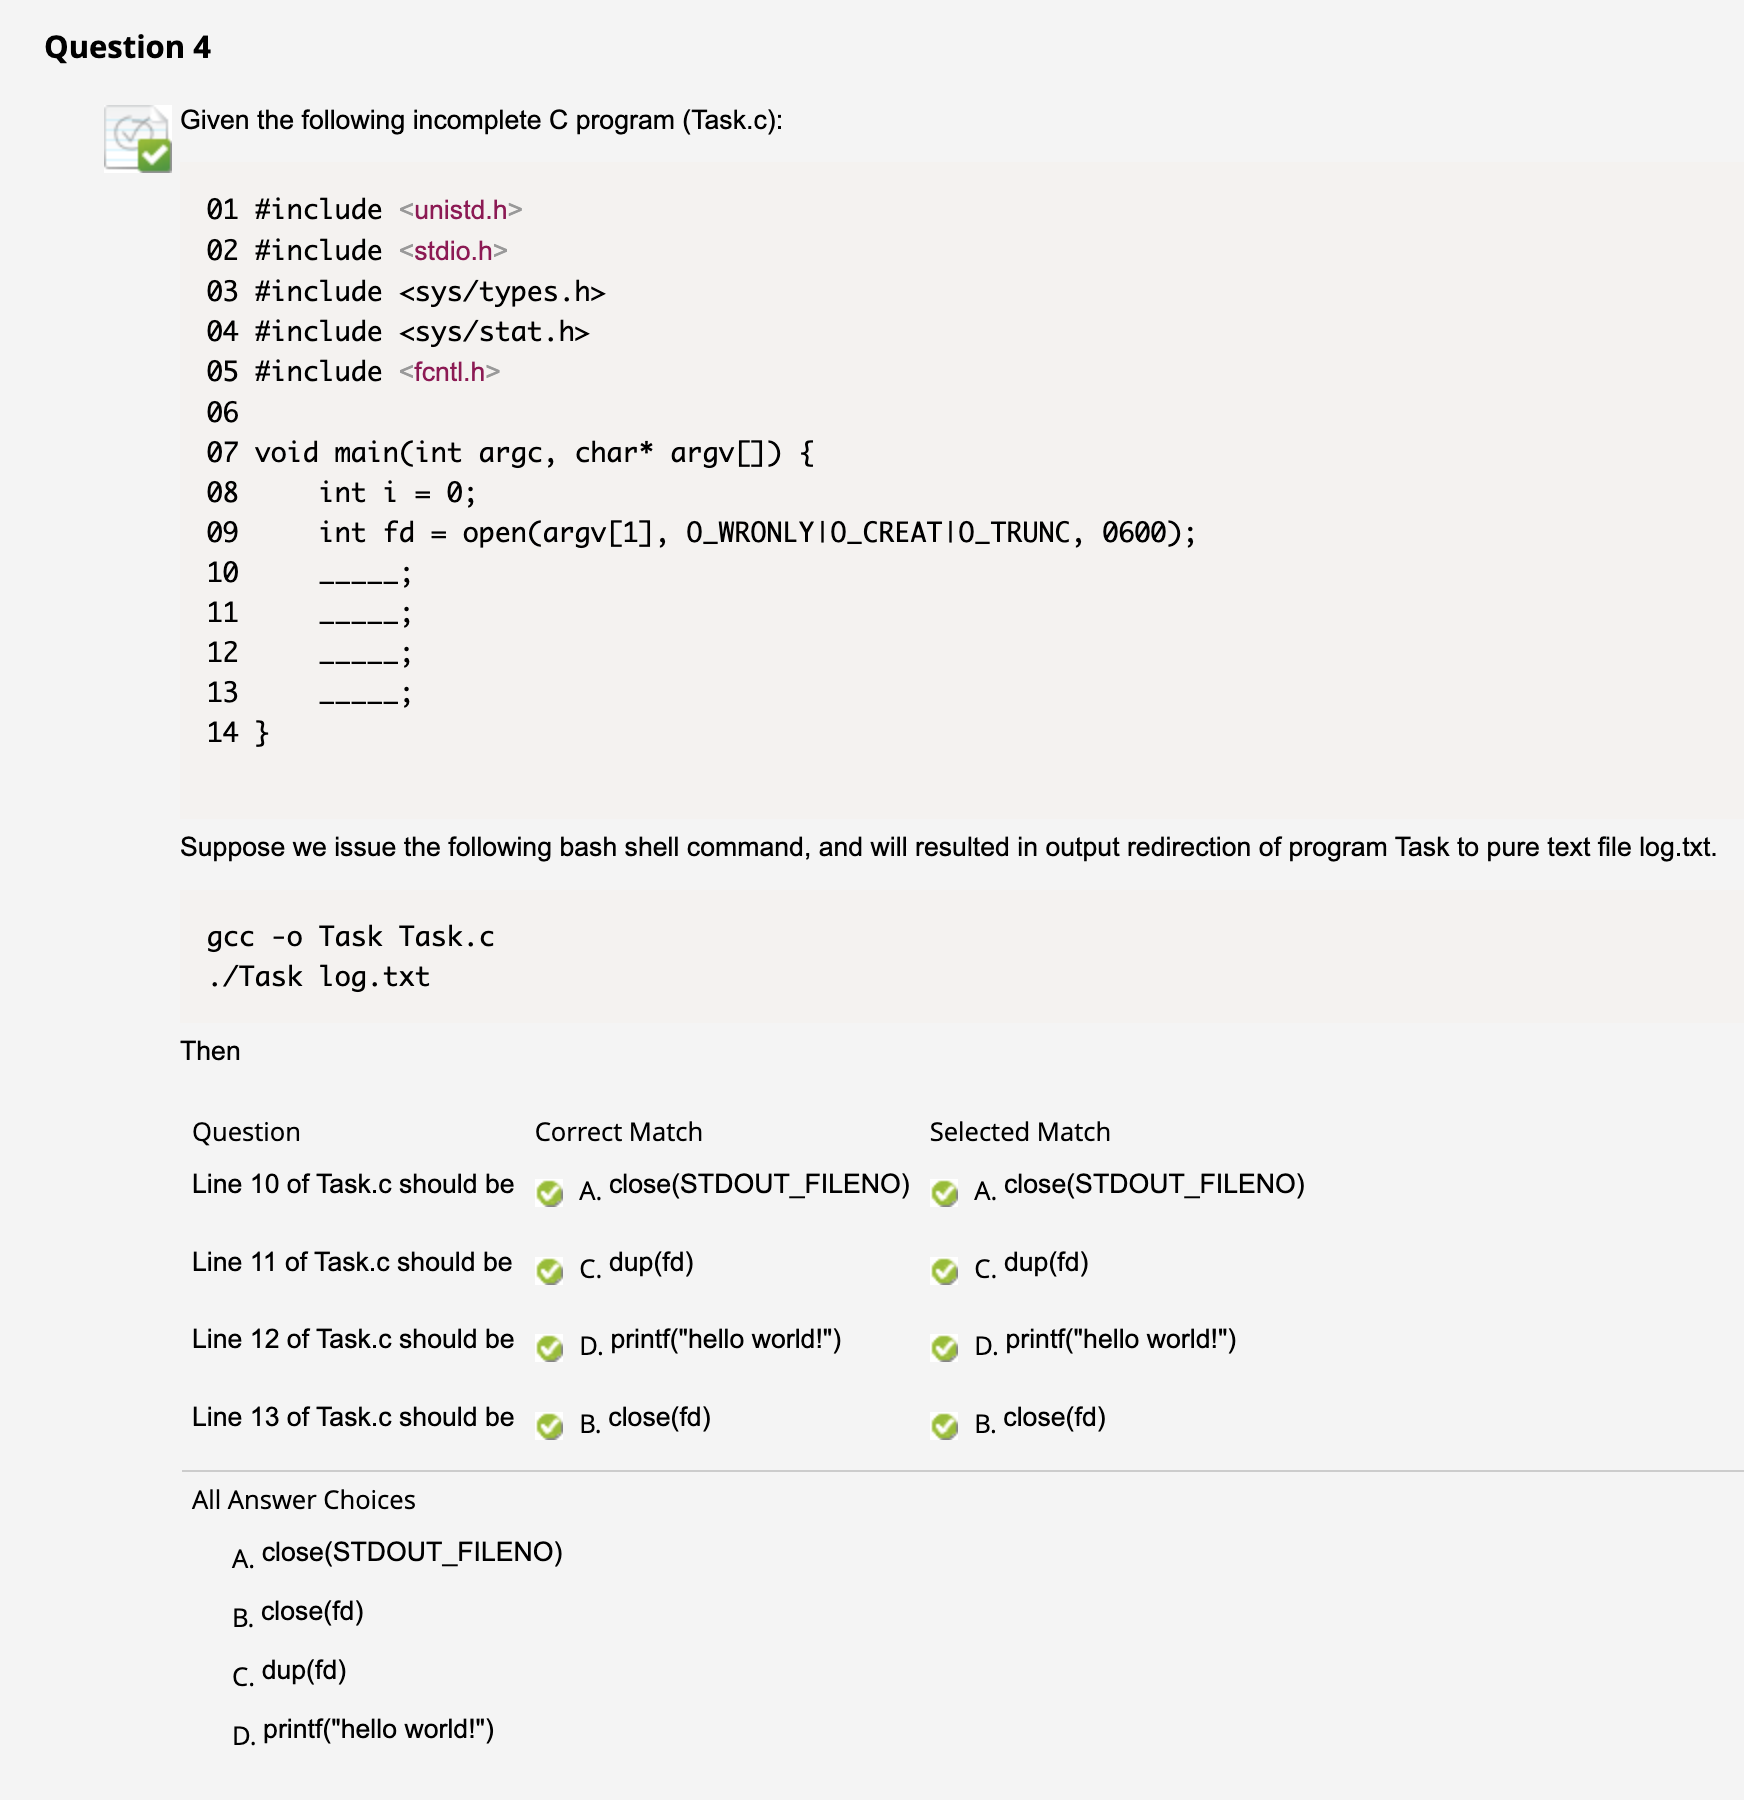 Question 4
Given the following incomplete C program (Task.c):
01 #include <unistd.h>
02 #include <stdio.h>
03 #include <sys/types.h>
04 #include <sys/stat.h>
05 #include <fcntl.h>
06
07 void main(int argc, char* argv[]) {
08     int i = 0;
09     int fd = open(argv[1], O_WRONLY|O_CREAT|O_TRUNC, 0600);
10     _____;
11     _____;
12     _____;
13     _____;
14 }
Suppose we issue the following bash shell command, and will resulted in output redirection of program Task to pure text file log.txt.
gcc -o Task Task.c
./Task log.txt
Then
Question Correct Match Selected Match
Line 10 of Task.c should be A. close(STDOUT_FILENO) A. close(STDOUT_FILENO)
Line 11 of Task.c should be C. dup(fd) C. dup(fd)
Line 12 of Task.c should be D. printf("hello world!") D. printf("hello world!")
Line 13 of Task.c should be B. close(fd) B. close(fd)
All Answer Choices
A. close(STDOUT_FILENO)
B. close(fd)
C. dup(fd)
D. printf("hello world!")